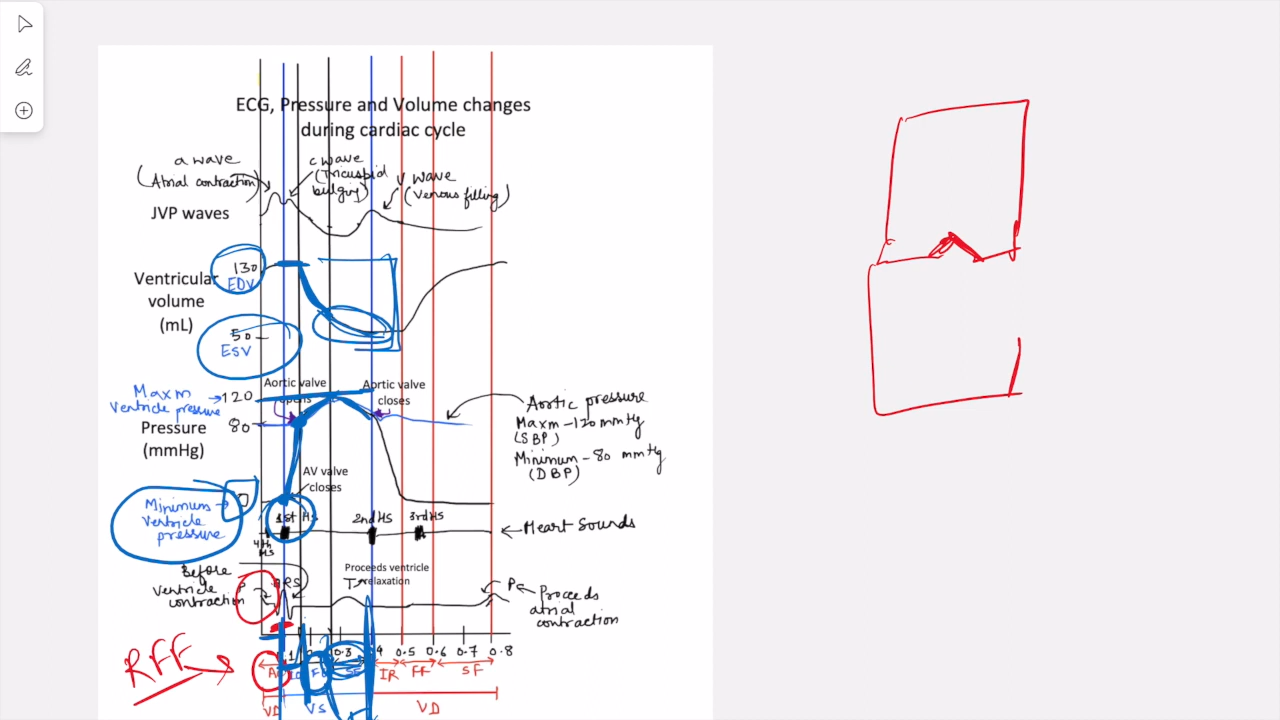 ECG, Pressure and Volume changes
during cardiac cycle
a wave
(Atrial contraction)
c wave
(Tricuspid
bulging)
v wave
(Venous filling)
JVP waves
130
EDV
Ventricular
volume
(mL)
50
ESV
Aortic valve
opens
Aortic valve
closes
Maxm
Ventricle pressure
120
80
Pressure
(mmHg)
Aortic pressure
Maxm - 120 mmHg
(SBP)
Minimum - 80 mmHg
(DBP)
AV valve
closes
0
Minimum
Ventricle
pressure
1st HS
2nd HS
3rd HS
4th
HS
Heart Sounds
Before
ventricle
contraction
QRS
Proceeds ventricle
relaxation
T
P
Proceeds
atrial
contraction
0.3
0.5
0.6
0.7
0.8
RFF
IR
FF
SF
VD
VS
VD